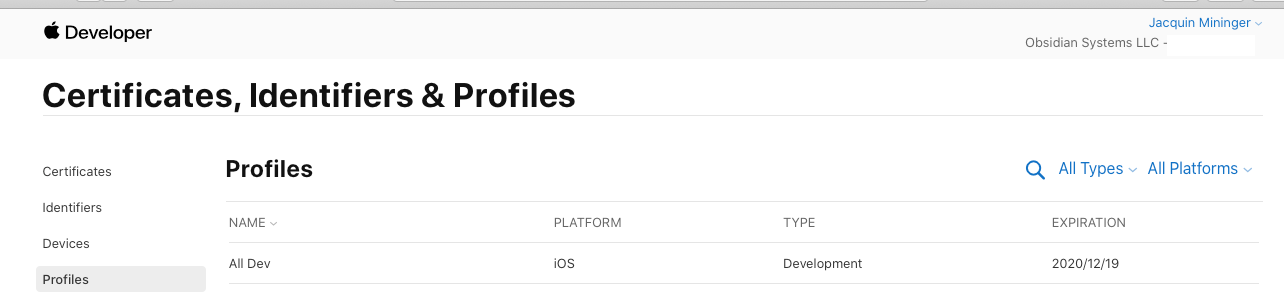 Developer
Jacquin Mininger
Obsidian Systems LLC -
Certificates, Identifiers & Profiles
Certificates
Identifiers
Devices
Profiles
Profiles
All Types
All Platforms
NAME PLATFORM TYPE EXPIRATION
All Dev iOS Development 2020/12/19